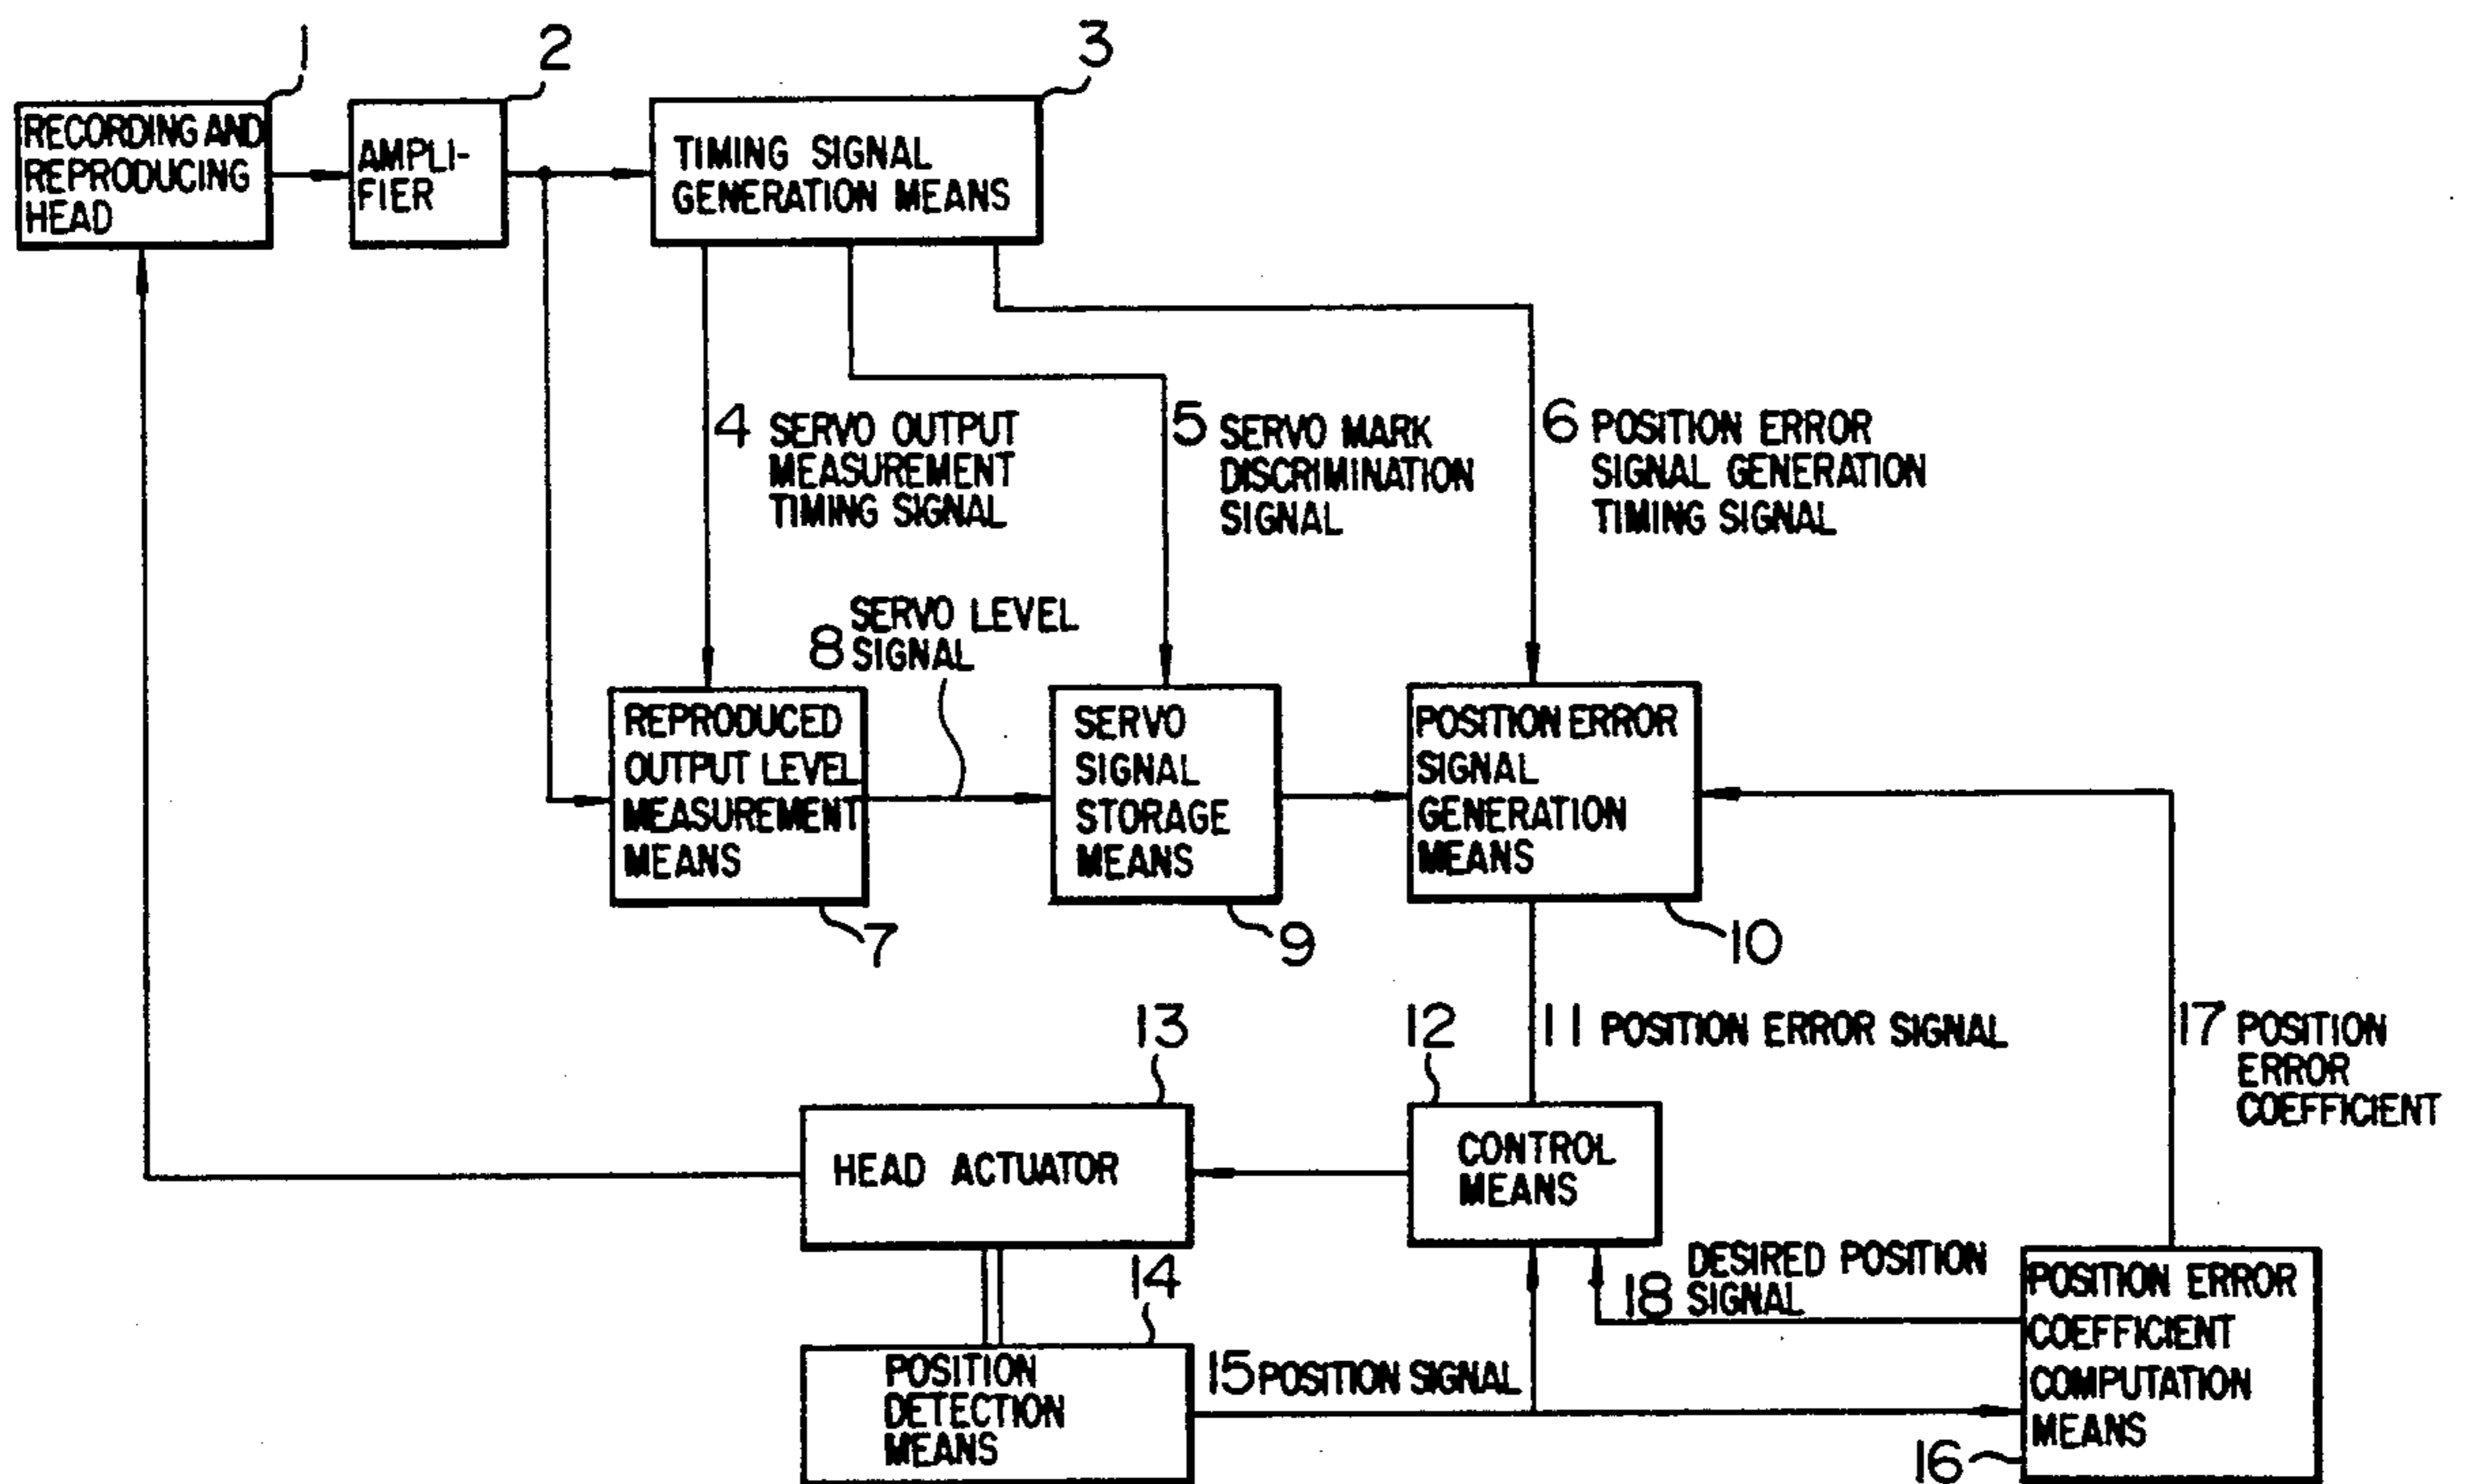 1
2
3
RECORDING AND
REPRODUCING
HEAD
AMPLI-
FIER
TIMING SIGNAL
GENERATION MEANS
4 SERVO OUTPUT
MEASUREMENT
TIMING SIGNAL
5 SERVO MARK
DISCRIMINATION
SIGNAL
6 POSITION ERROR
SIGNAL GENERATION
TIMING SIGNAL
8 SERVO LEVEL
SIGNAL
REPRODUCED
OUTPUT LEVEL
MEASUREMENT
MEANS
7
SERVO
SIGNAL
STORAGE
MEANS
9
POSITION ERROR
SIGNAL
GENERATION
MEANS
10
13
12
11 POSITION ERROR SIGNAL
17 POSITION
ERROR
COEFFICIENT
HEAD ACTUATOR
CONTROL
MEANS
14
18 DESIRED POSITION
SIGNAL
POSITION
DETECTION
MEANS
15 POSITION SIGNAL
POSITION ERROR
COEFFICIENT
COMPUTATION
MEANS
16